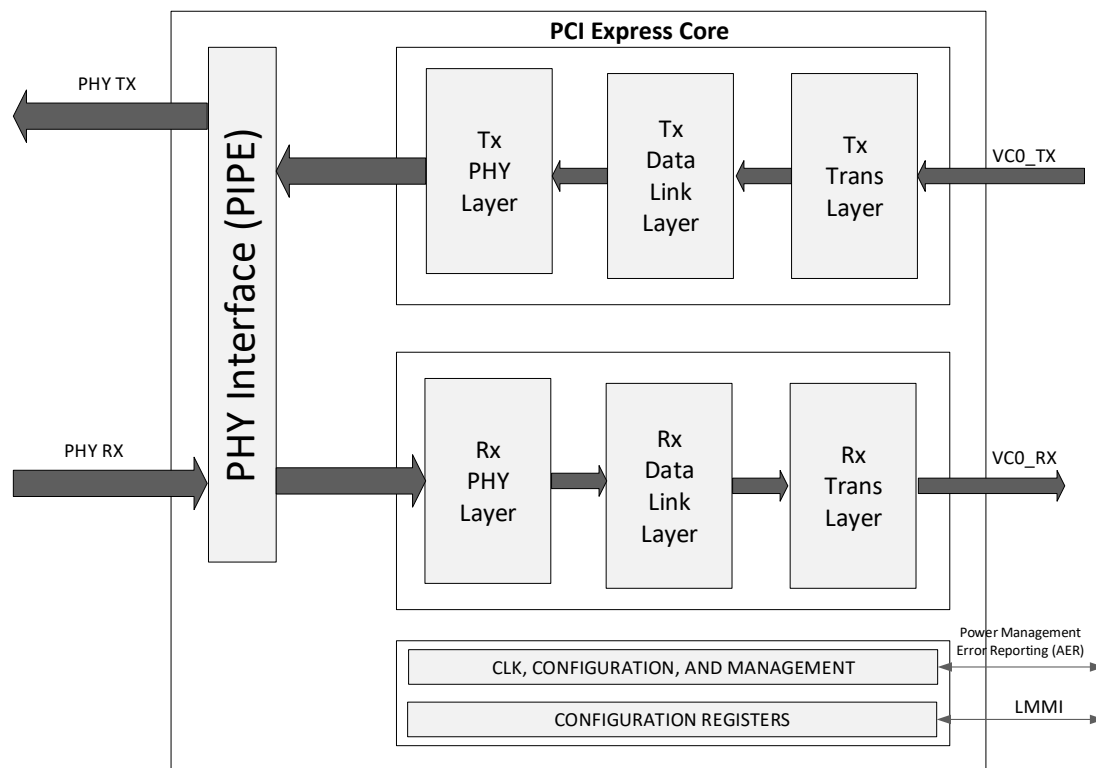 PCI Express Core
PHY TX
PHY Interface (PIPE)
Tx
PHY
Layer
Tx
Data
Link
Layer
Tx
Trans
Layer
VC0_TX
PHY RX
Rx
PHY
Layer
Rx
Data
Link
Layer
Rx
Trans
Layer
VC0_RX
CLK, CONFIGURATION, AND MANAGEMENT
Power Management
Error Reporting (AER)
CONFIGURATION REGISTERS
LMMI